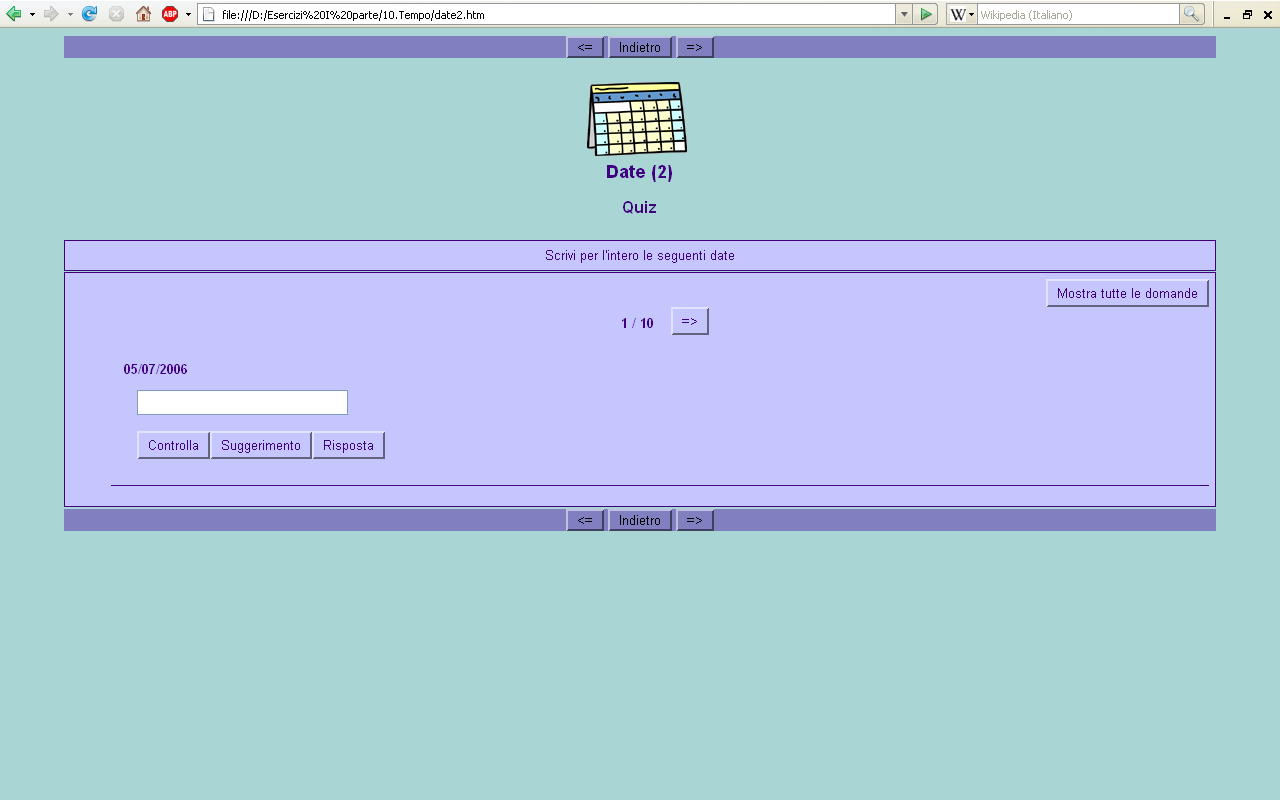 file:///D:/Esercizi%20I%20parte/10.Tempo/date2.htm
ABP
W
Wikipedia (Italiano)
<= Indietro =>
Date (2)
Quiz
Scrivi per l'intero le seguenti date
Mostra tutte le domande
1 / 10 =>
05/07/2006
Controlla Suggerimento Risposta
<= Indietro =>